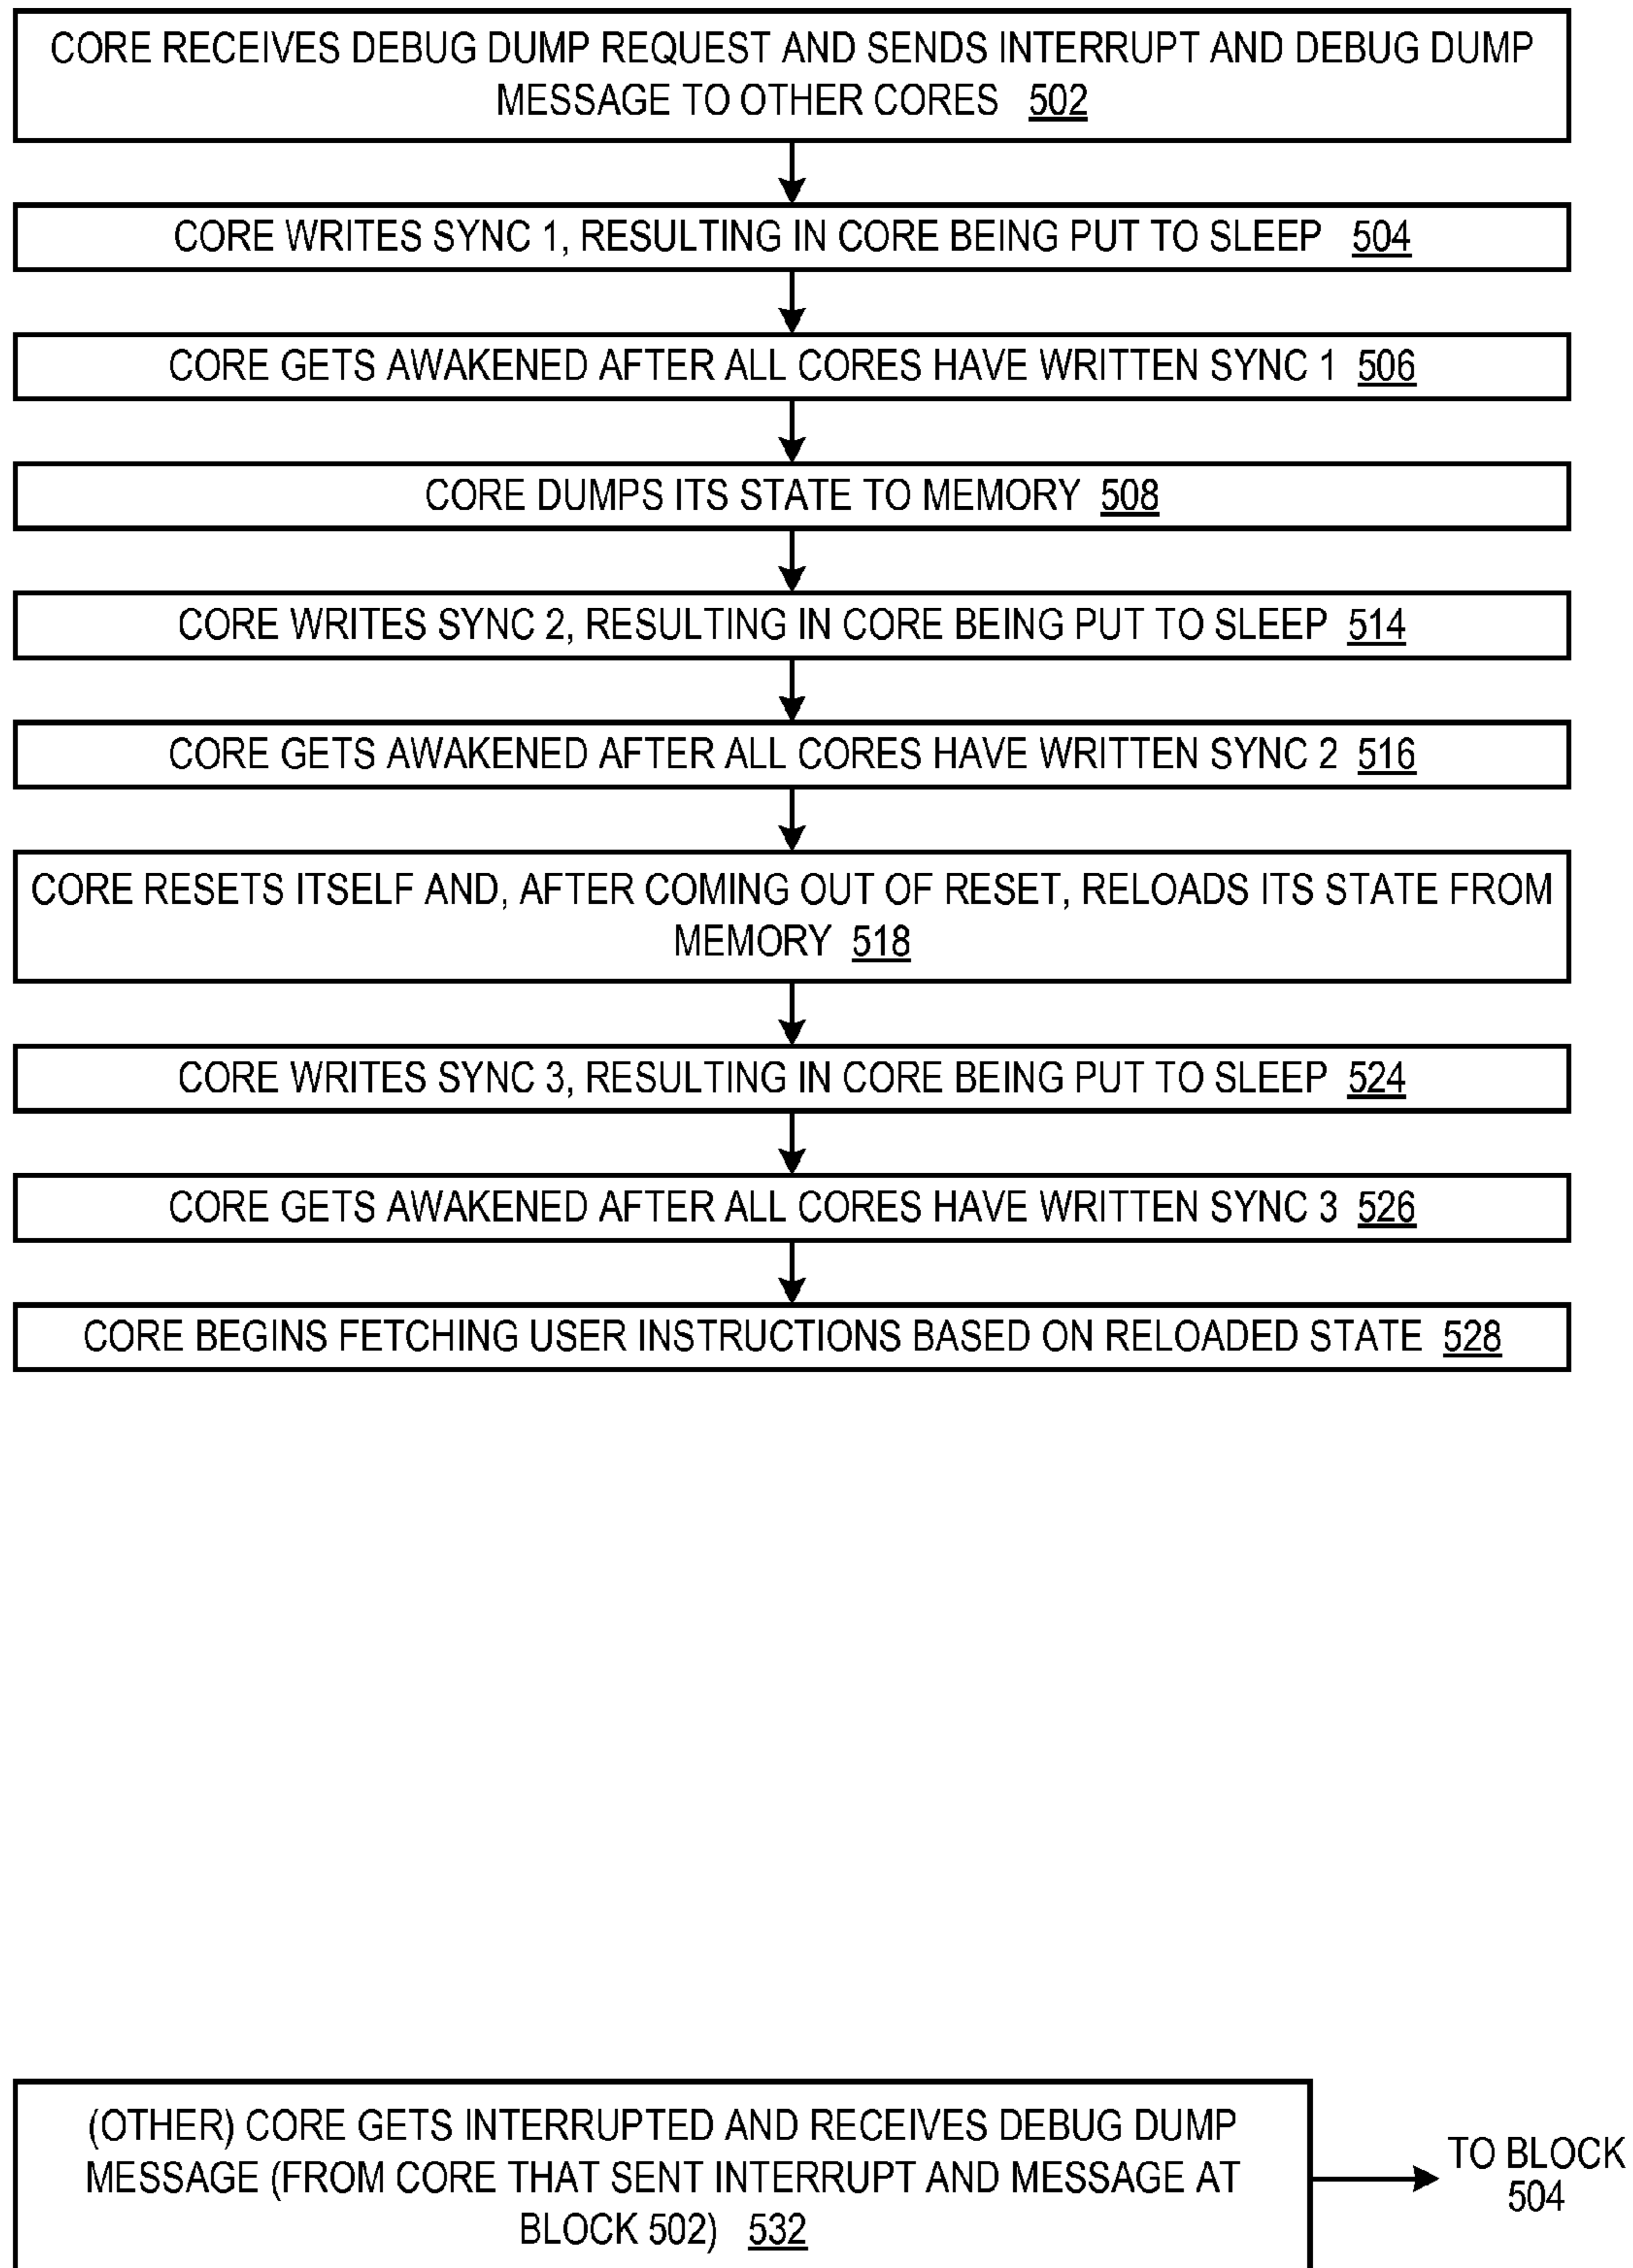 CORE RECEIVES DEBUG DUMP REQUEST AND SENDS INTERRUPT AND DEBUG DUMP
MESSAGE TO OTHER CORES 502
CORE WRITES SYNC 1, RESULTING IN CORE BEING PUT TO SLEEP 504
CORE GETS AWAKENED AFTER ALL CORES HAVE WRITTEN SYNC 1 506
CORE DUMPS ITS STATE TO MEMORY 508
CORE WRITES SYNC 2, RESULTING IN CORE BEING PUT TO SLEEP 514
CORE GETS AWAKENED AFTER ALL CORES HAVE WRITTEN SYNC 2 516
CORE RESETS ITSELF AND, AFTER COMING OUT OF RESET, RELOADS ITS STATE FROM
MEMORY 518
CORE WRITES SYNC 3, RESULTING IN CORE BEING PUT TO SLEEP 524
CORE GETS AWAKENED AFTER ALL CORES HAVE WRITTEN SYNC 3 526
CORE BEGINS FETCHING USER INSTRUCTIONS BASED ON RELOADED STATE 528
(OTHER) CORE GETS INTERRUPTED AND RECEIVES DEBUG DUMP
MESSAGE (FROM CORE THAT SENT INTERRUPT AND MESSAGE AT
BLOCK 502) 532
TO BLOCK
504